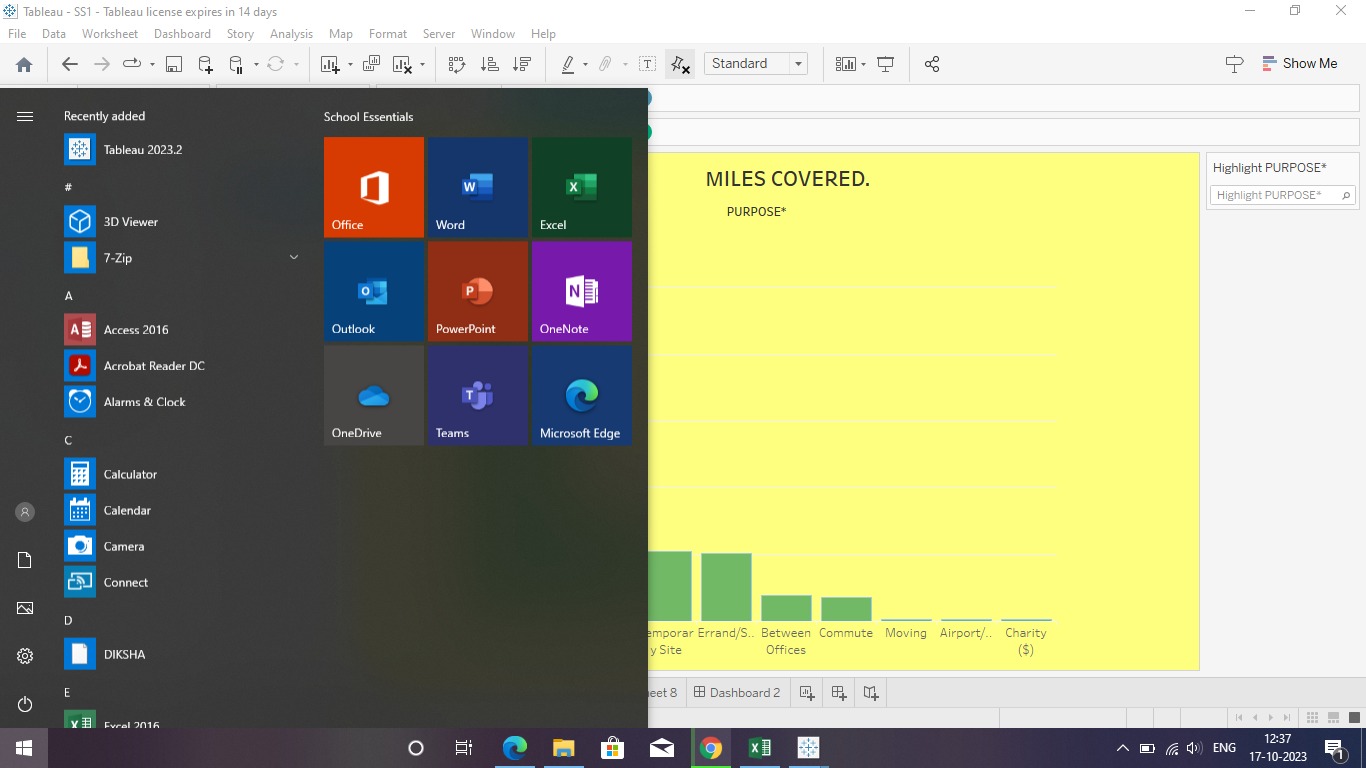 Tableau - SS1 - Tableau license expires in 14 days
File Data Worksheet Dashboard Story Analysis Map Format Server Window Help
Standard
Show Me
Recently added
Tableau 2023.2
#
3D Viewer
7-Zip
A
Access 2016
Acrobat Reader DC
Alarms & Clock
C
Calculator
Calendar
Camera
Connect
D
DIKSHA
E
Excel 2016
School Essentials
Office Word Excel
Outlook PowerPoint OneNote
OneDrive Teams Microsoft Edge
MILES COVERED.
PURPOSE*
emporar Errand/S.. Between Commute Moving Airport/.. Charity
y Site Offices ($)
Highlight PURPOSE*
Highlight PURPOSE*
eet 8 Dashboard 2
ENG
12:37
17-10-2023
1